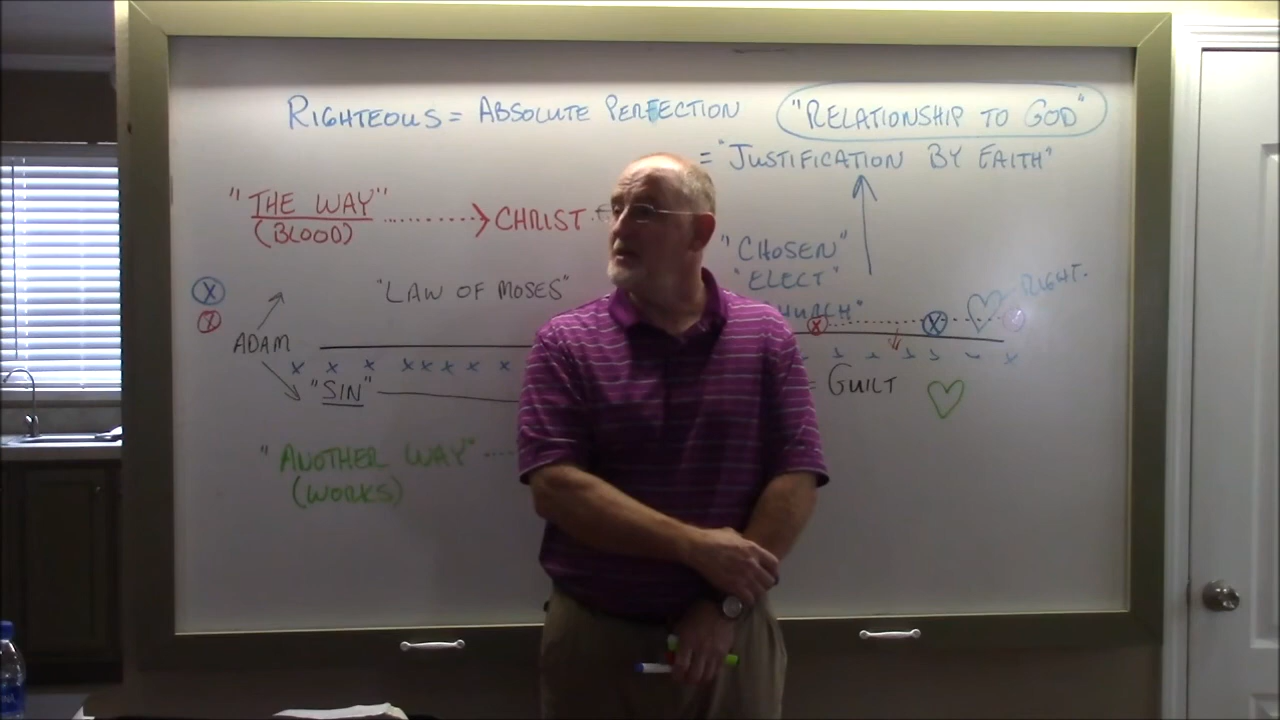 RIGHTEOUS = ABSOLUTE PERFECTION
"RELATIONSHIP TO GOD"
= "JUSTIFICATION BY FAITH"
"THE WAY"
(BLOOD)
CHRIST
"CHOSEN"
"ELECT"
"LAW OF MOSES"
RIGHT.
ADAM
"SIN"
= GUILT
"ANOTHER WAY"
(WORKS)